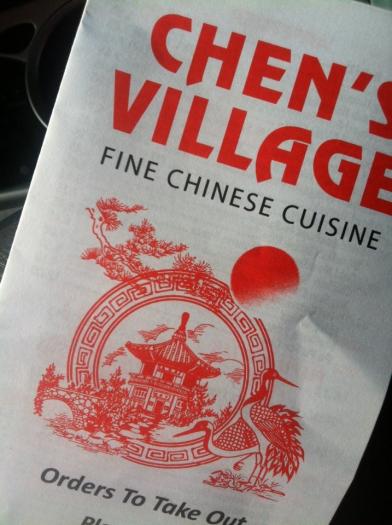 CHEN'S
VILLAGE
FINE CHINESE CUISINE
Orders To Take Out